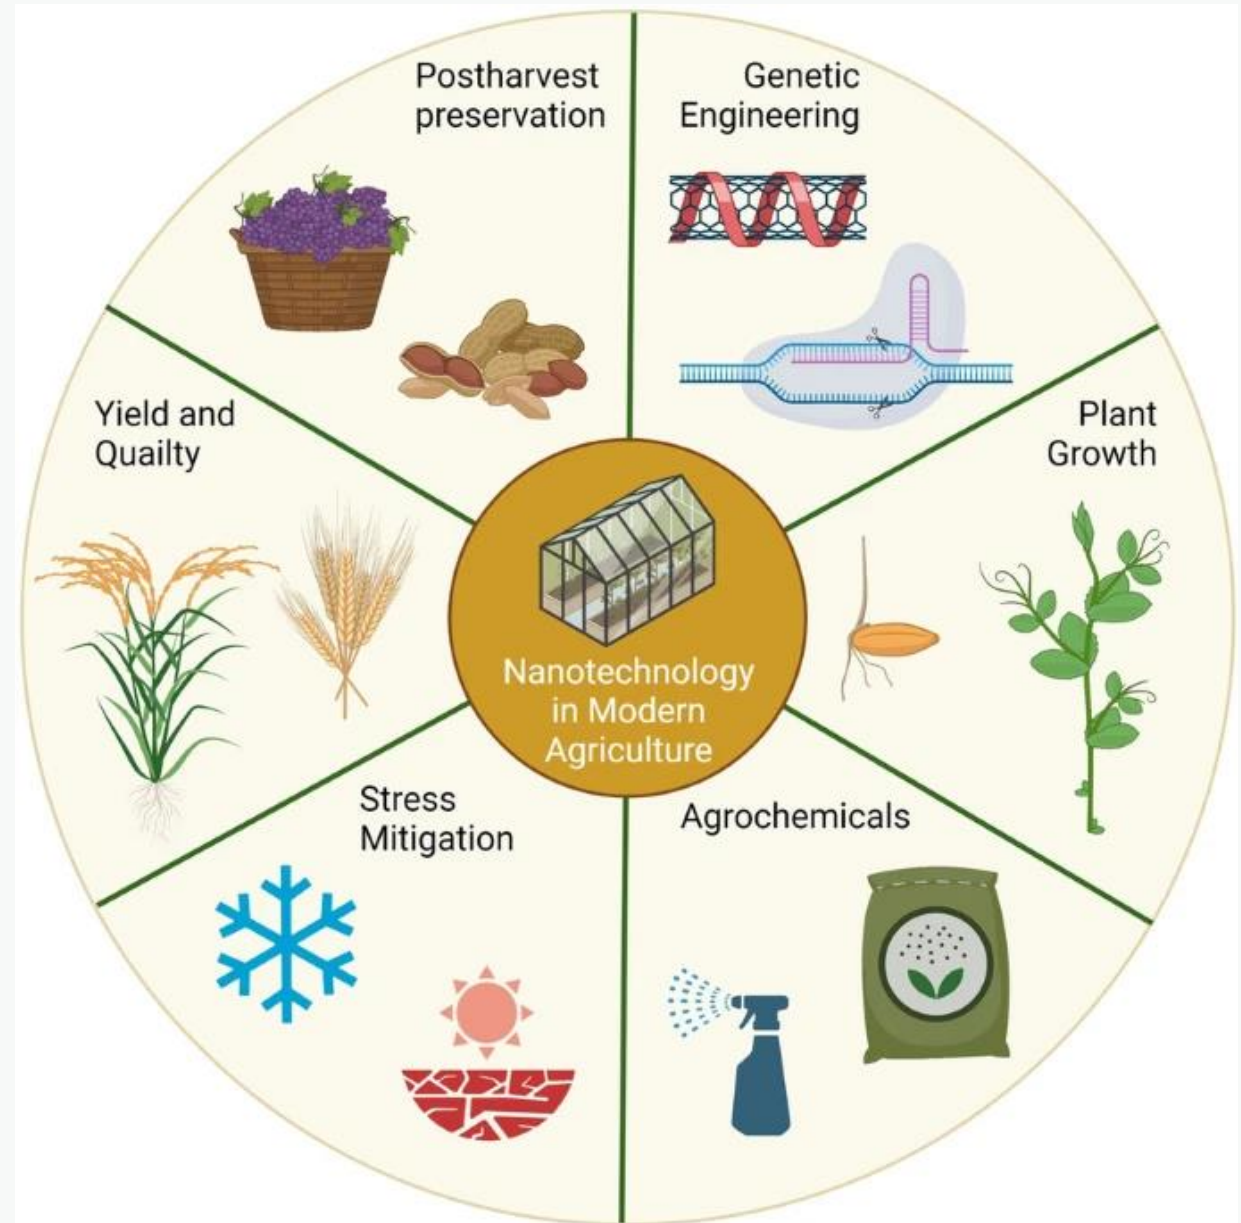 Postharvest
preservation
Genetic
Engineering
Yield and
Quailty
Plant
Growth
Nanotechnology
in Modern
Agriculture
Stress
Mitigation
Agrochemicals